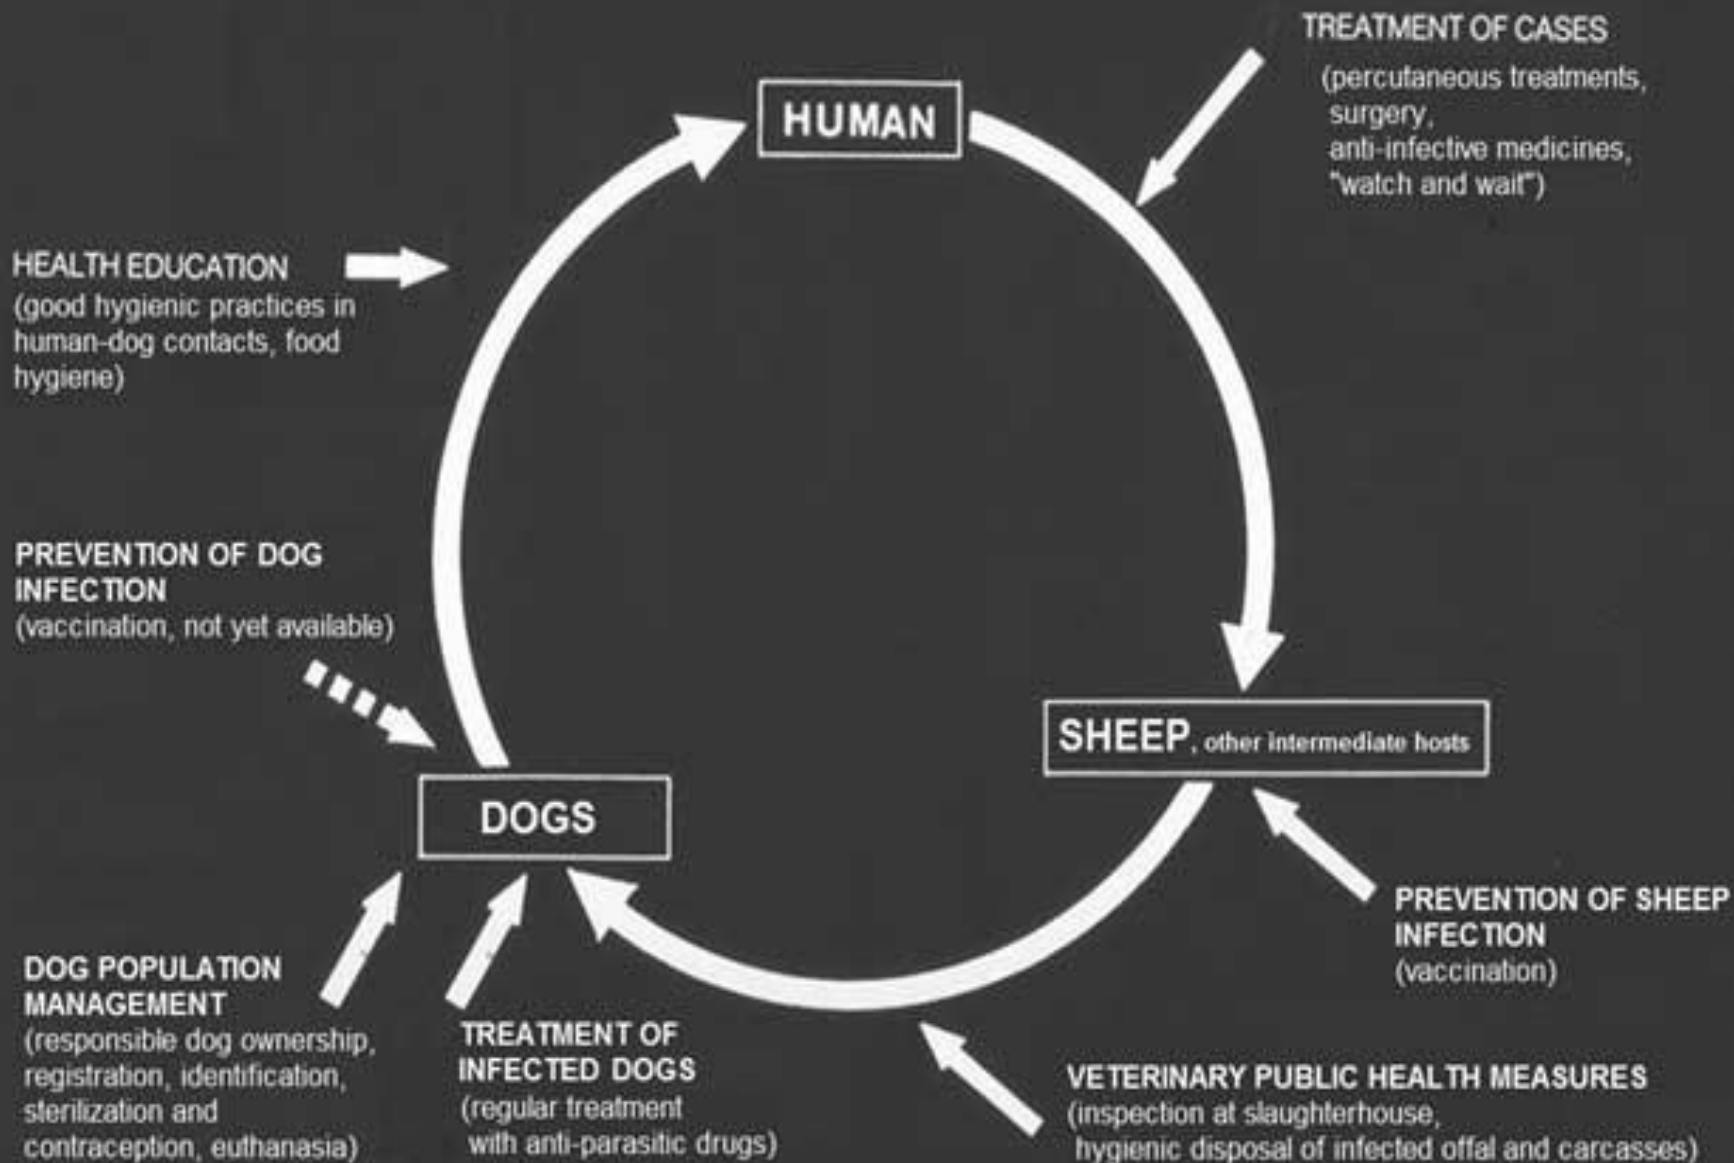 TREATMENT OF CASES
(percutaneous treatments,
surgery,
anti-infective medicines,
"watch and wait")
HUMAN
HEALTH EDUCATION
(good hygienic practices in
human-dog contacts, food
hygiene)
PREVENTION OF DOG
INFECTION
(vaccination, not yet available)
SHEEP, other intermediate hosts
DOGS
PREVENTION OF SHEEP
INFECTION
(vaccination)
DOG POPULATION
MANAGEMENT
(responsible dog ownership,
registration, identification,
sterilization and
contraception, euthanasia)
TREATMENT OF
INFECTED DOGS
(regular treatment
with anti-parasitic drugs)
VETERINARY PUBLIC HEALTH MEASURES
(inspection at slaughterhouse,
hygienic disposal of infected offal and carcasses)